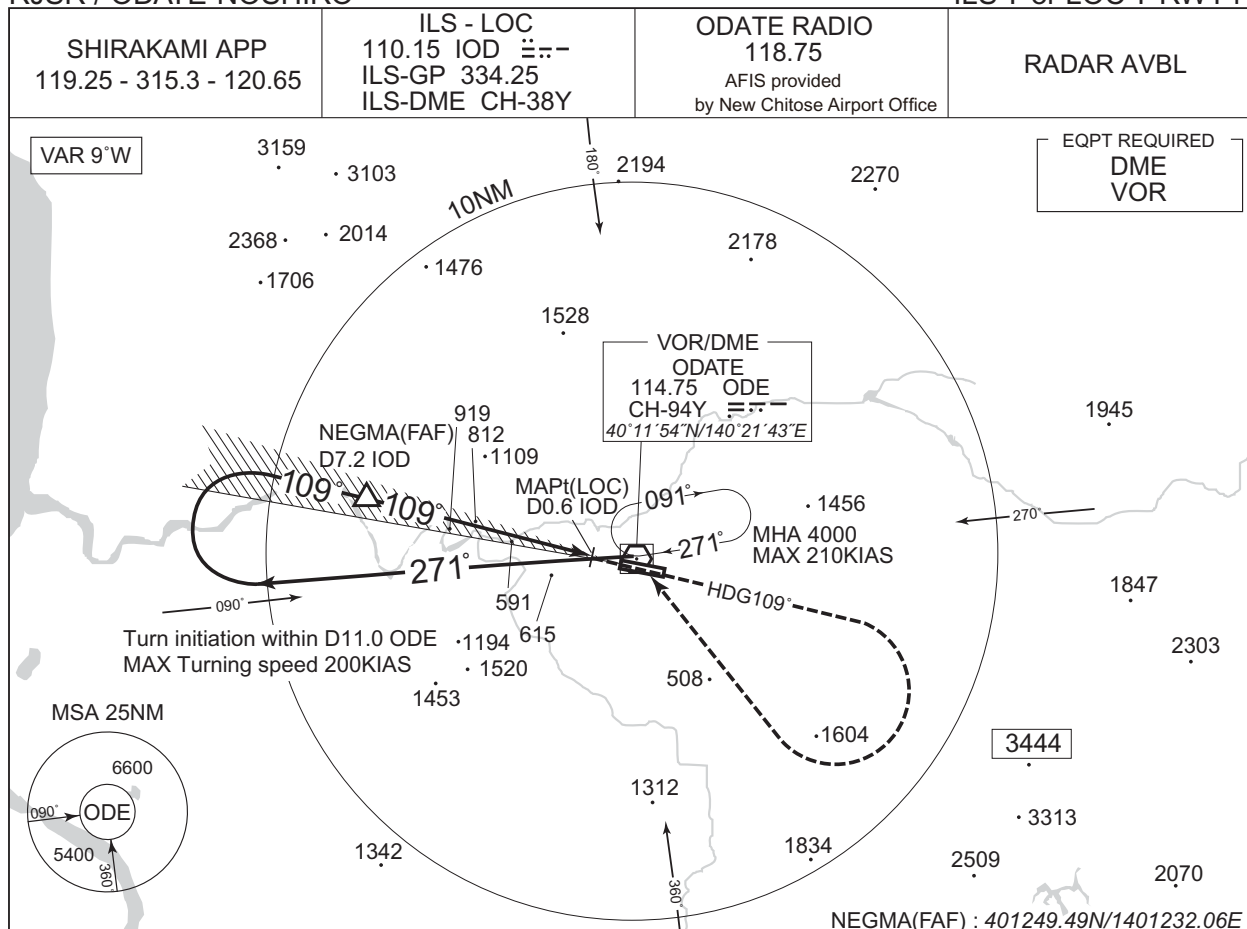 RJSR / ODATE-NOSHIRO
SHIRAKAMI APP
119.25 - 315.3 - 120.65
ILS - LOC
110.15 IOD
ILS-GP 334.25
ILS-DME CH-38Y
ODATE RADIO
118.75
AFIS provided
by New Chitose Airport Office
RADAR AVBL
VAR 9°W
EQPT REQUIRED
DME
VOR
3159
3103
180°
2194
2270
10NM
2368
2014
2178
1706
1476
1528
VOR/DME
ODATE
114.75 ODE
CH-94Y
40°11′54″N/140°21′43″E
1945
NEGMA(FAF)
D7.2 IOD
919
812
1109
MAPt(LOC)
D0.6 IOD
109°
109°
091°
271°
1456
MHA 4000
MAX 210KIAS
270°
271°
HDG109°
090°
591
615
1847
2303
Turn initiation within D11.0 ODE
MAX Turning speed 200KIAS
1194
1520
1453
508
1604
MSA 25NM
6600
090°
ODE
5400
360°
3444
1312
3313
1342
1834
2509
2070
360°
NEGMA(FAF) : 401249.49N/1401232.06E